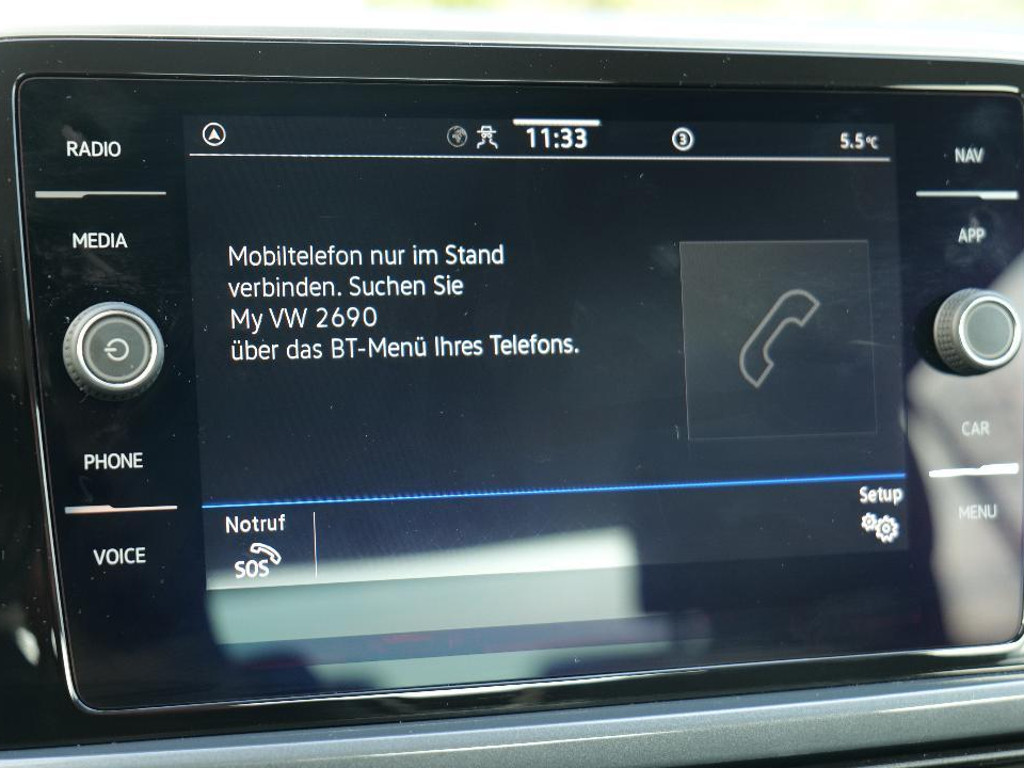 RADIO
MEDIA
PHONE
VOICE
11:33
3
5.5°C
Mobiltelefon nur im Stand
verbinden. Suchen Sie
My VW 2690
über das BT-Menü Ihres Telefons.
Notruf
SOS
Setup
NAV
APP
CAR
MENU